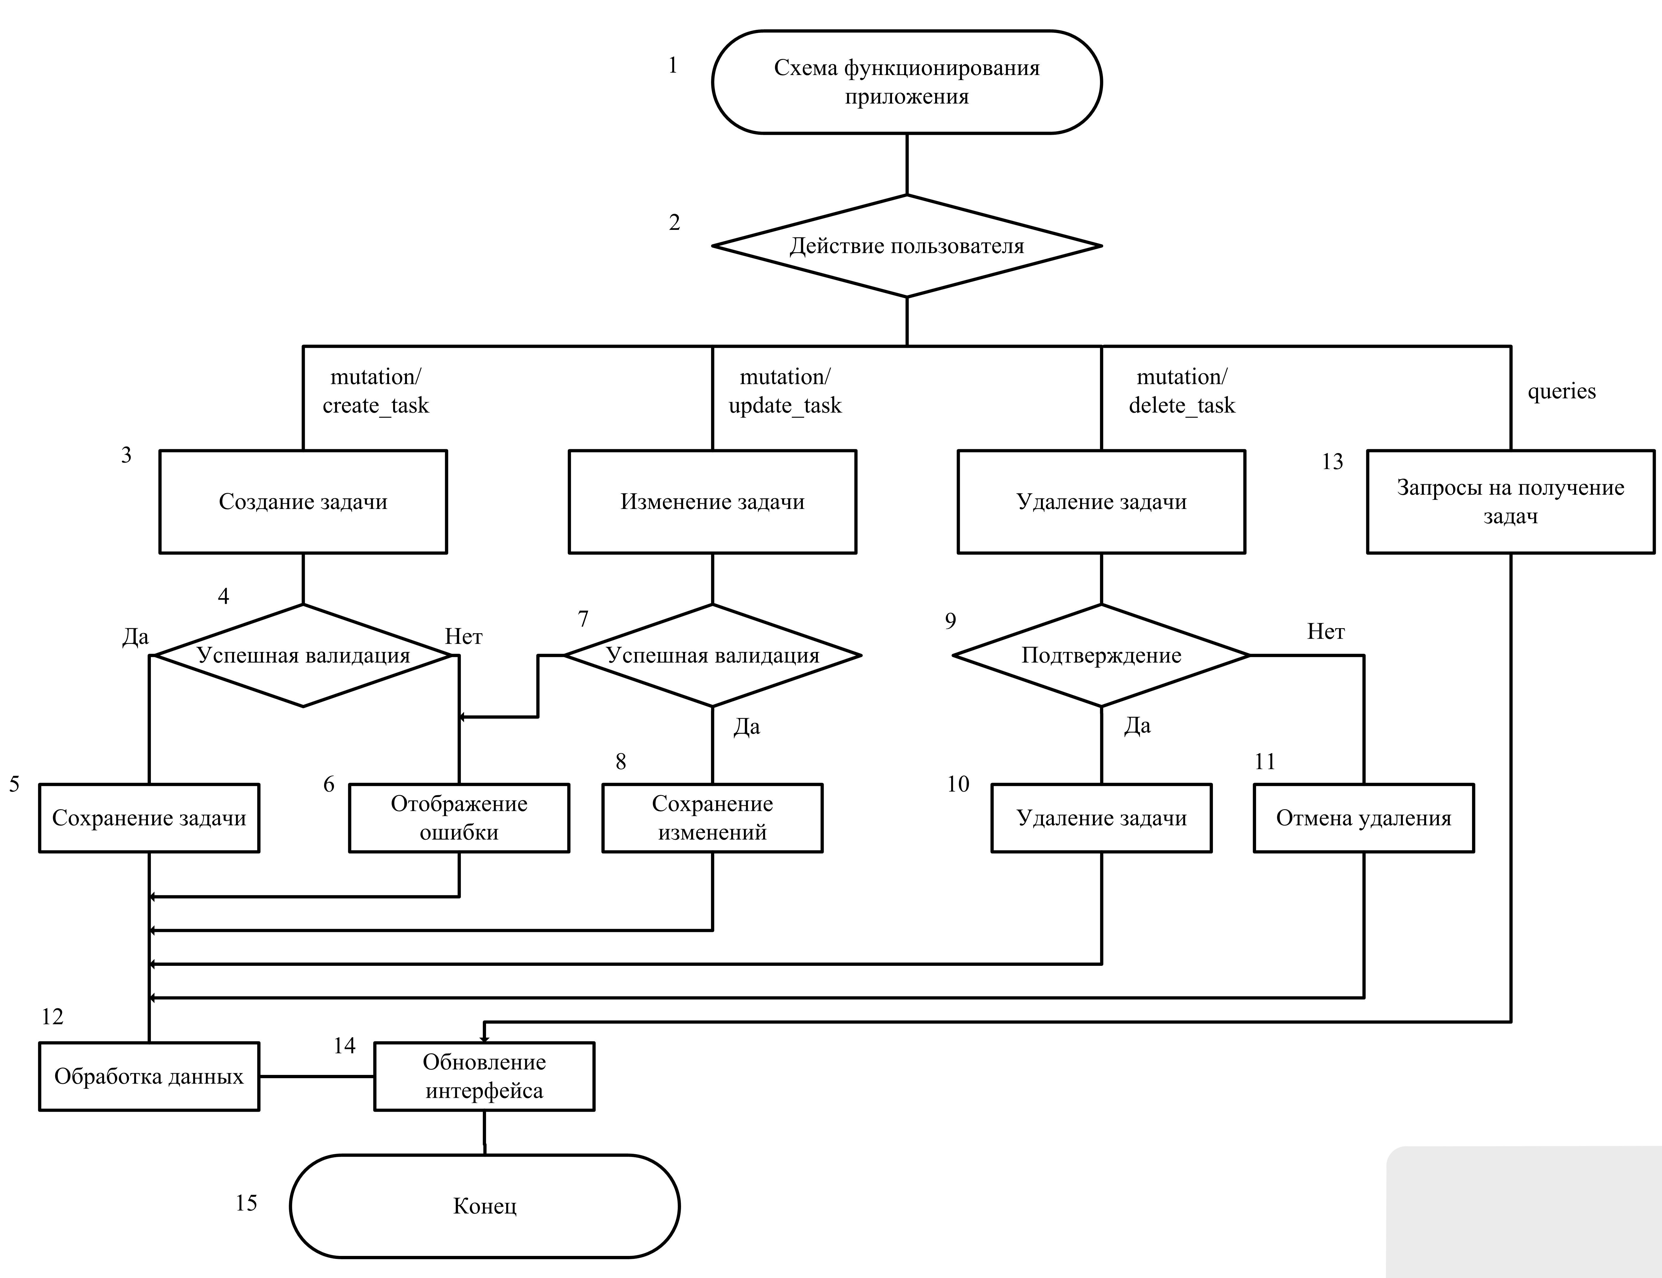 1
Схема функционирования
приложения
2
Действие пользователя
mutation/
create_task
mutation/
update_task
mutation/
delete_task
queries
3
Создание задачи
Изменение задачи
Удаление задачи
13
Запросы на получение
задач
4
Да
Успешная валидация
Нет
7
Успешная валидация
Да
9
Подтверждение
Нет
Да
5
Сохранение задачи
6
Отображение
ошибки
8
Сохранение
изменений
10
Удаление задачи
11
Отмена удаления
12
Обработка данных
14
Обновление
интерфейса
15
Конец